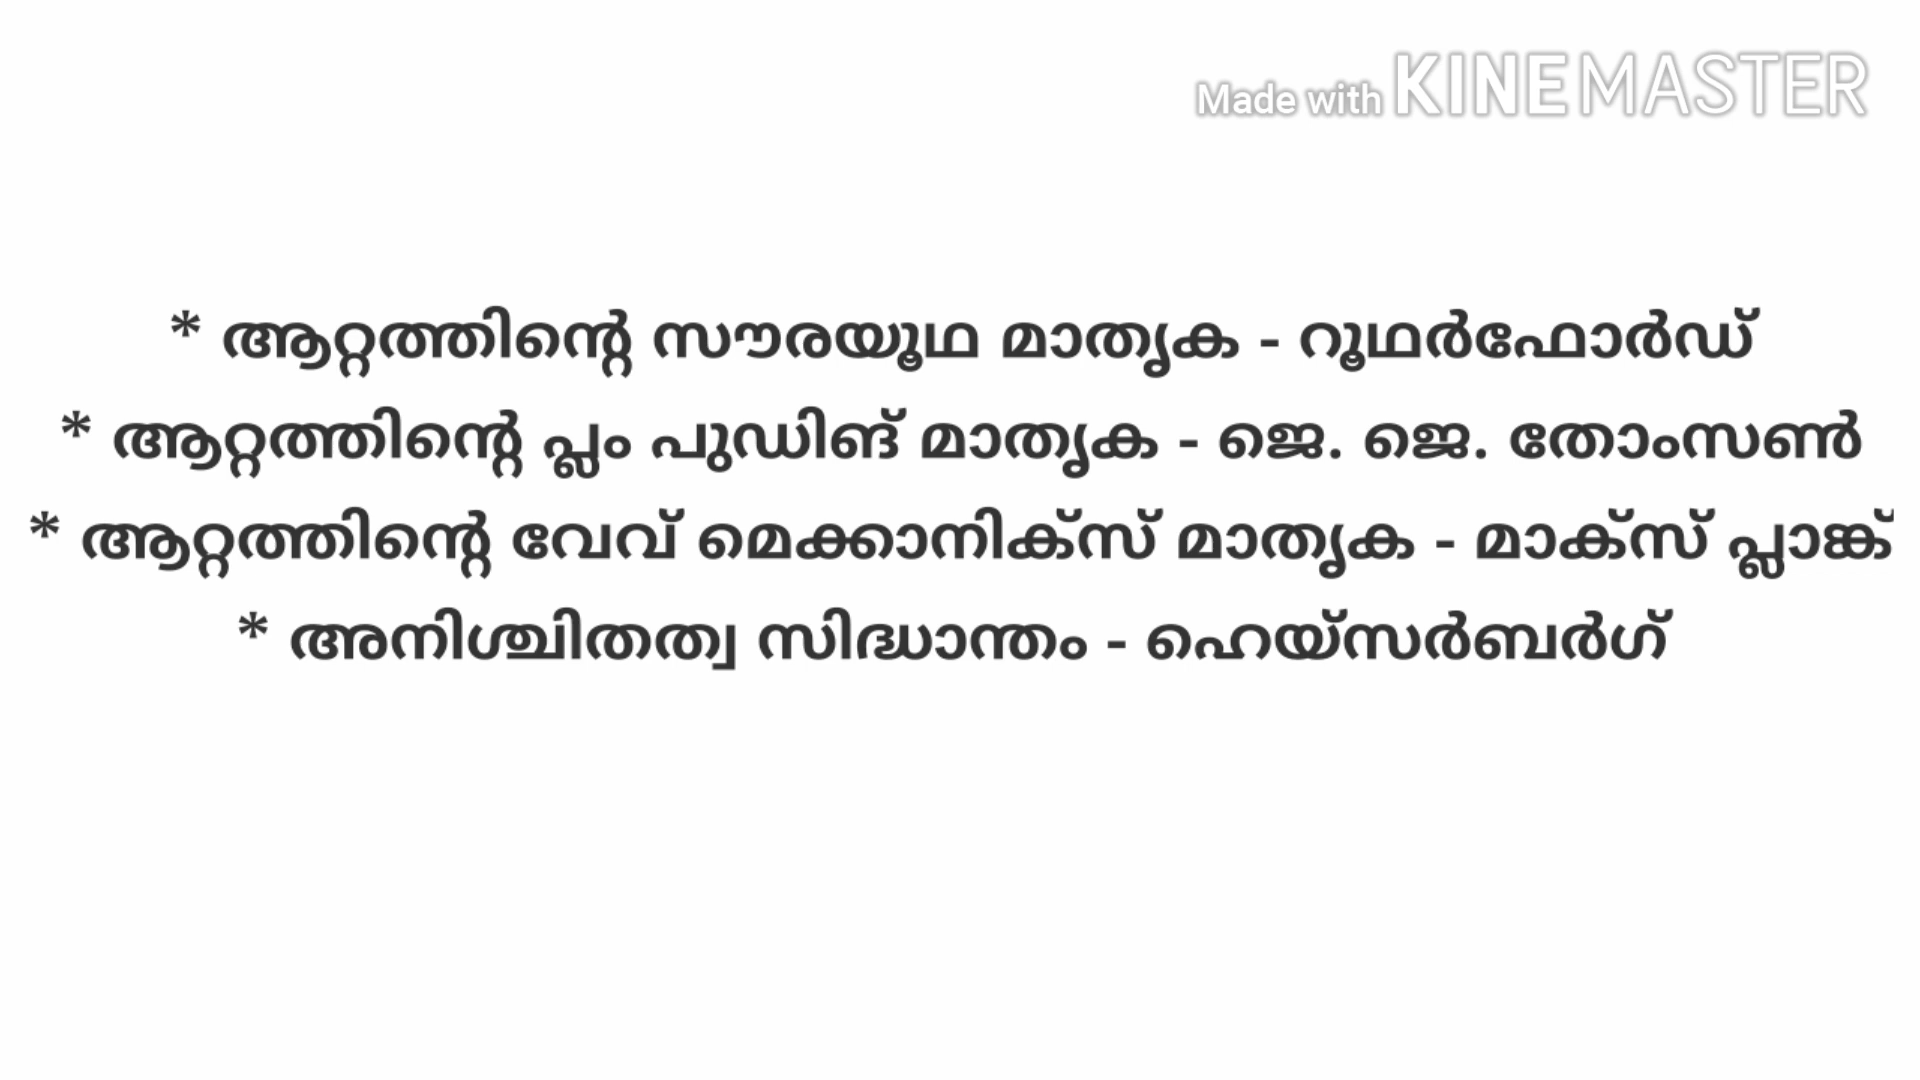 Made with KINEMASTER
* ആറ്റത്തിന്റെ സൗരയൂഥ മാതൃക - റൂഥർഫോർഡ്
* ആറ്റത്തിന്റെ പ്ലം പുഡിങ് മാതൃക - ജെ. ജെ. തോംസൺ
* ആറ്റത്തിന്റെ വേവ് മെക്കാനിക്സ് മാതൃക - മാക്സ് പ്ലാങ്ക്
* അനിശ്ചിതത്വ സിദ്ധാന്തം - ഹെയ്സർബർഗ്